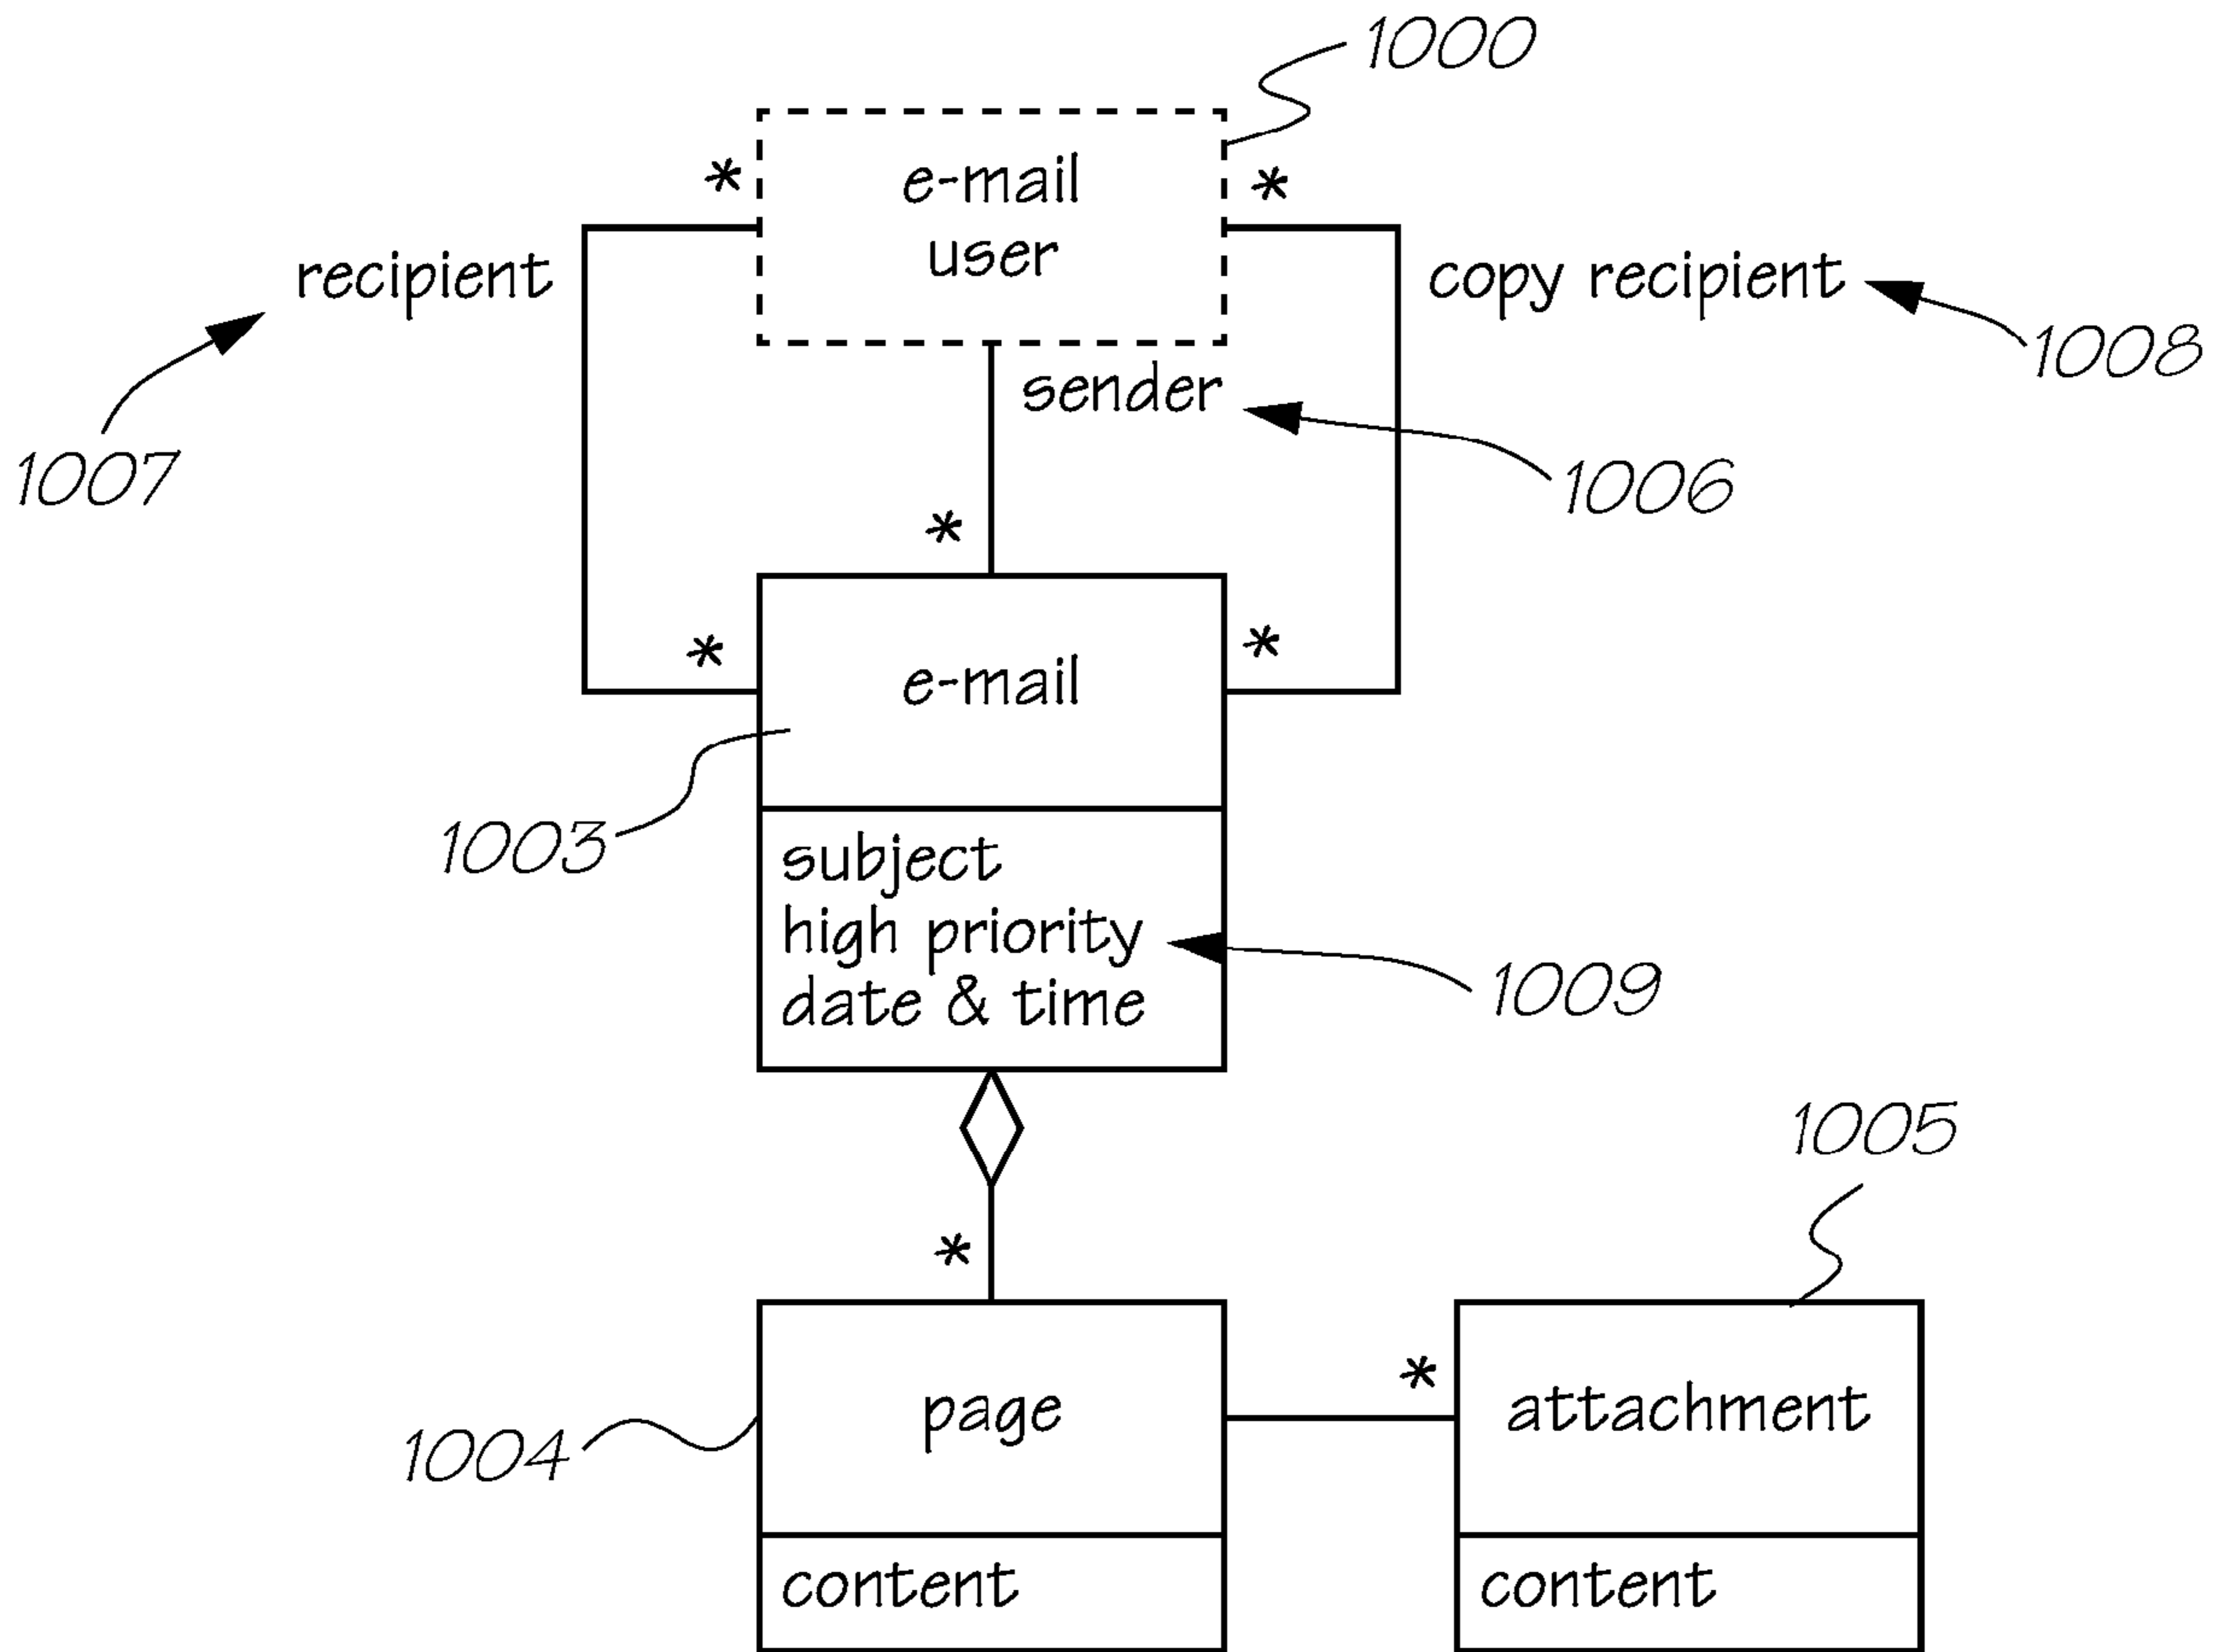 1000
*
e-mail
user
*
recipient
copy recipient
1008
sender
1007
1006
*
*
e-mail
*
1003
subject
high priority
date & time
1009
1005
*
page
*
attachment
1004
content
content